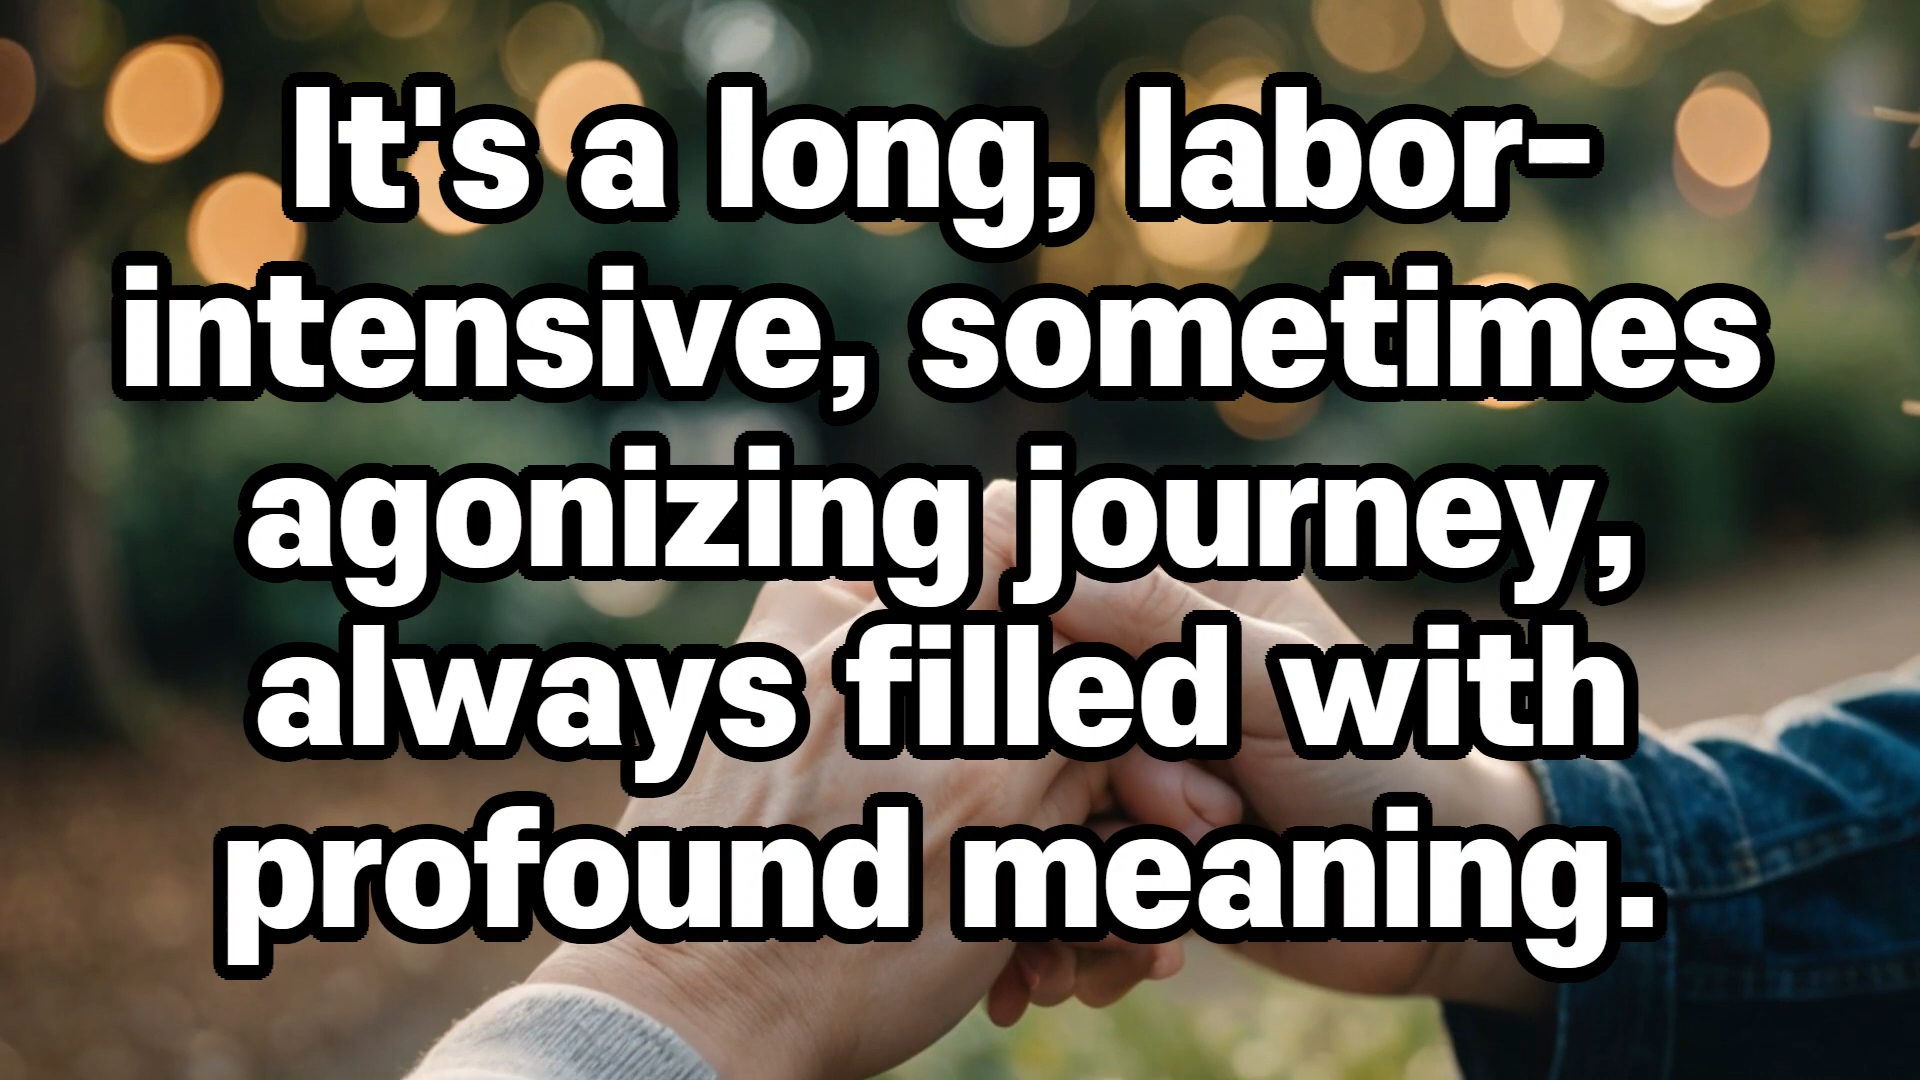 It's a long, labor-
intensive, sometimes
agonizing journey,
always filled with
profound meaning.